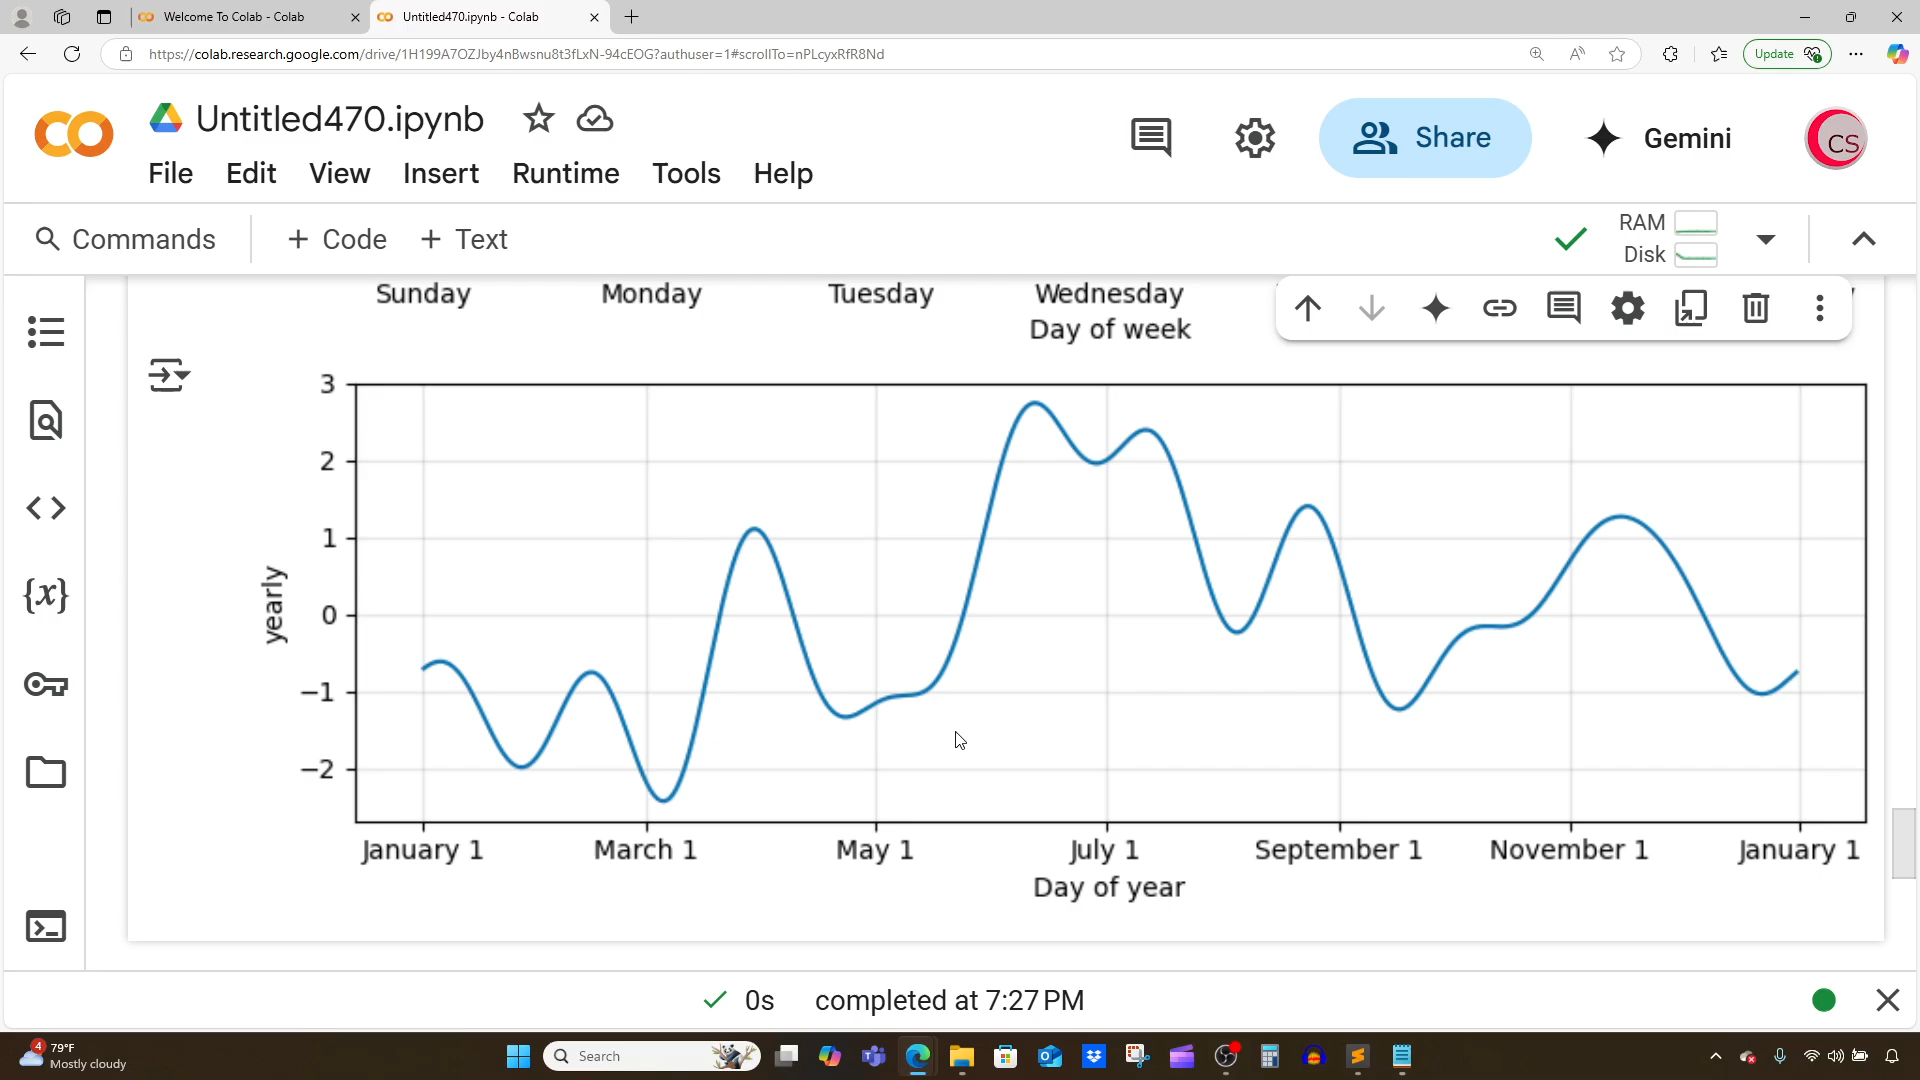 Welcome To Colab - Colab
Untitled470.ipynb - Colab
https://colab.research.google.com/drive/1H199A7OZJby4nBwsnu8t3fLxN-94cEOG?authuser=1#scrollTo=nPLcyxRfR8Nd
Update
CO
Untitled470.ipynb
Share
Gemini
CS
File Edit View Insert Runtime Tools Help
Commands
+ Code + Text
RAM
Disk
Sunday Monday Tuesday Wednesday
Day of week
3
2
1
0
−1
−2
yearly
January 1 March 1 May 1 July 1 September 1 November 1 January 1
Day of year
0s completed at 7:27 PM
4
79°F
Mostly cloudy
Search